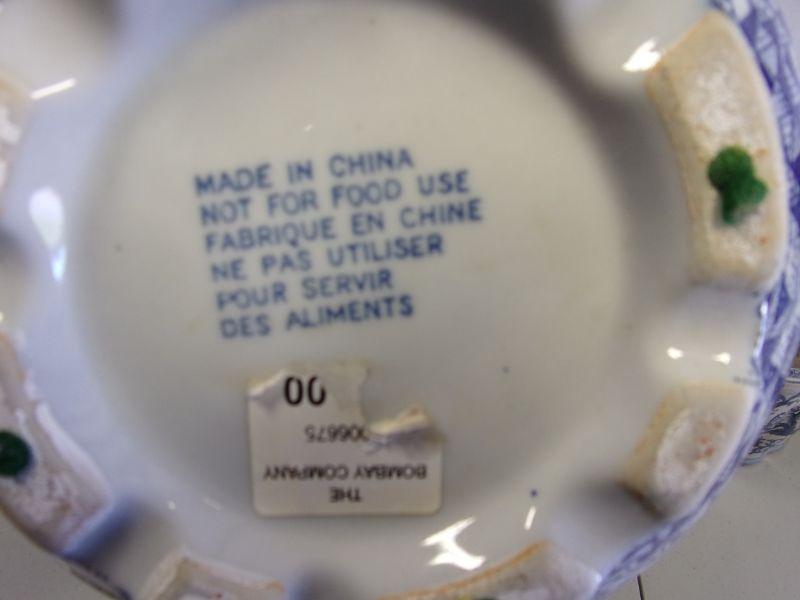 MADE IN CHINA
NOT FOR FOOD USE
FABRIQUE EN CHINE
NE PAS UTILISER
POUR SERVIR
DES ALIMENTS
THE
BOMBAY COMPANY
006675
00